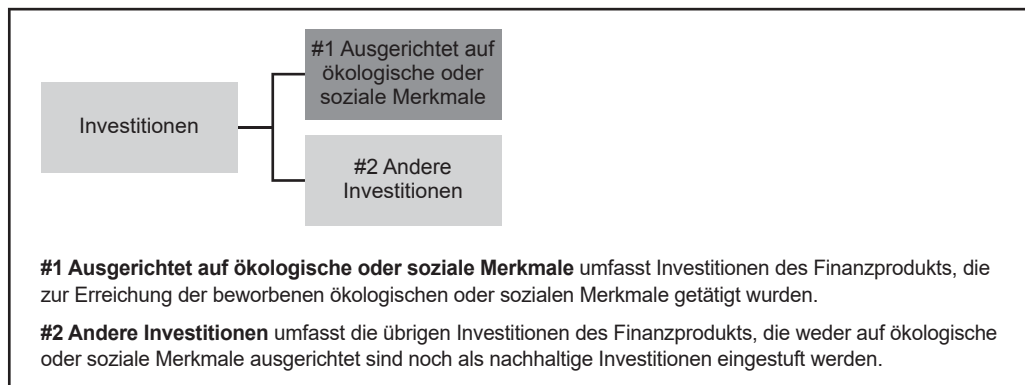 #1 Ausgerichtet auf
ökologische oder
soziale Merkmale
Investitionen
#2 Andere
Investitionen
#1 Ausgerichtet auf ökologische oder soziale Merkmale umfasst Investitionen des Finanzprodukts, die
zur Erreichung der beworbenen ökologischen oder sozialen Merkmale getätigt wurden.
#2 Andere Investitionen umfasst die übrigen Investitionen des Finanzprodukts, die weder auf ökologische
oder soziale Merkmale ausgerichtet sind noch als nachhaltige Investitionen eingestuft werden.